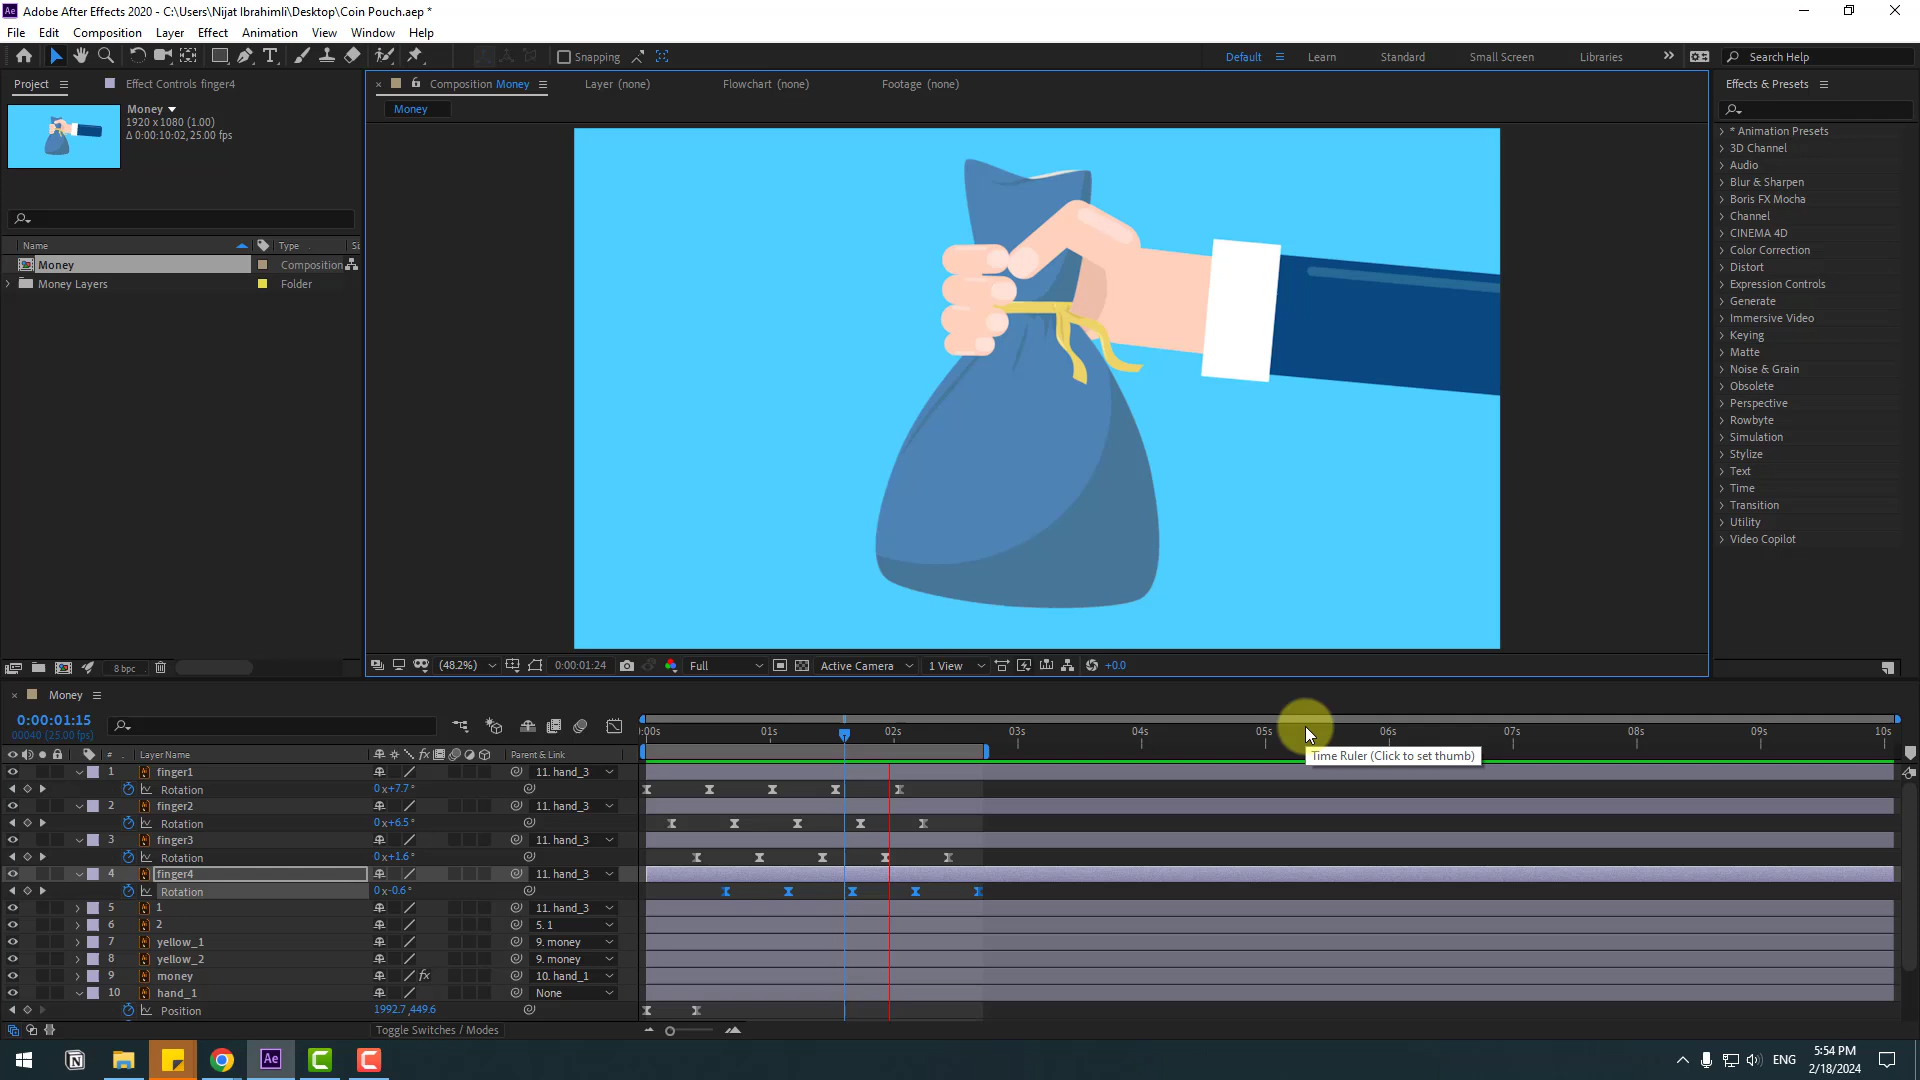 Adobe After Effects 2020 - C:\Users\Nijat Ibrahimli\Desktop\Coin Pouch.aep *
File Edit Composition Layer Effect Animation View Window Help
Snapping Default Learn Standard Small Screen Libraries Search Help
Project Effect Controls finger4 Composition Money Layer (none) Flowchart (none) Footage (none) Effects & Presets
Money
1920 x 1080 (1.00)
Δ 0:00:10:02, 25.00 fps
Money
Name Type Si
Money Composition
Money Layers Folder
* Animation Presets
3D Channel
Audio
Blur & Sharpen
Boris FX Mocha
Channel
CINEMA 4D
Color Correction
Distort
Expression Controls
Generate
Immersive Video
Keying
Matte
Noise & Grain
Obsolete
Perspective
Rowbyte
Simulation
Stylize
Text
Time
Transition
Utility
Video Copilot
8 bpc (48.2%) 0:00:01:24 Full Active Camera 1 View +0.0
Money
0:00:01:15
00040 (25.00 fps)
:00s 01s 02s 03s 04s 05s 06s 07s 08s 09s 10s
Time Ruler (Click to set thumb)
# Layer Name fx Parent & Link
1 finger1 11. hand_3
Rotation 0 x+7.7°
2 finger2 11. hand_3
Rotation 0 x+6.5°
3 finger3 11. hand_3
Rotation 0 x+1.6°
4 finger4 11. hand_3
Rotation 0 x-0.6°
5 1 11. hand_3
6 2 5. 1
7 yellow_1 9. money
8 yellow_2 9. money
9 money fx 10. hand_1
10 hand_1 None
Position 1992.7,449.6
Toggle Switches / Modes
Ae ENG 5:54 PM
2/18/2024